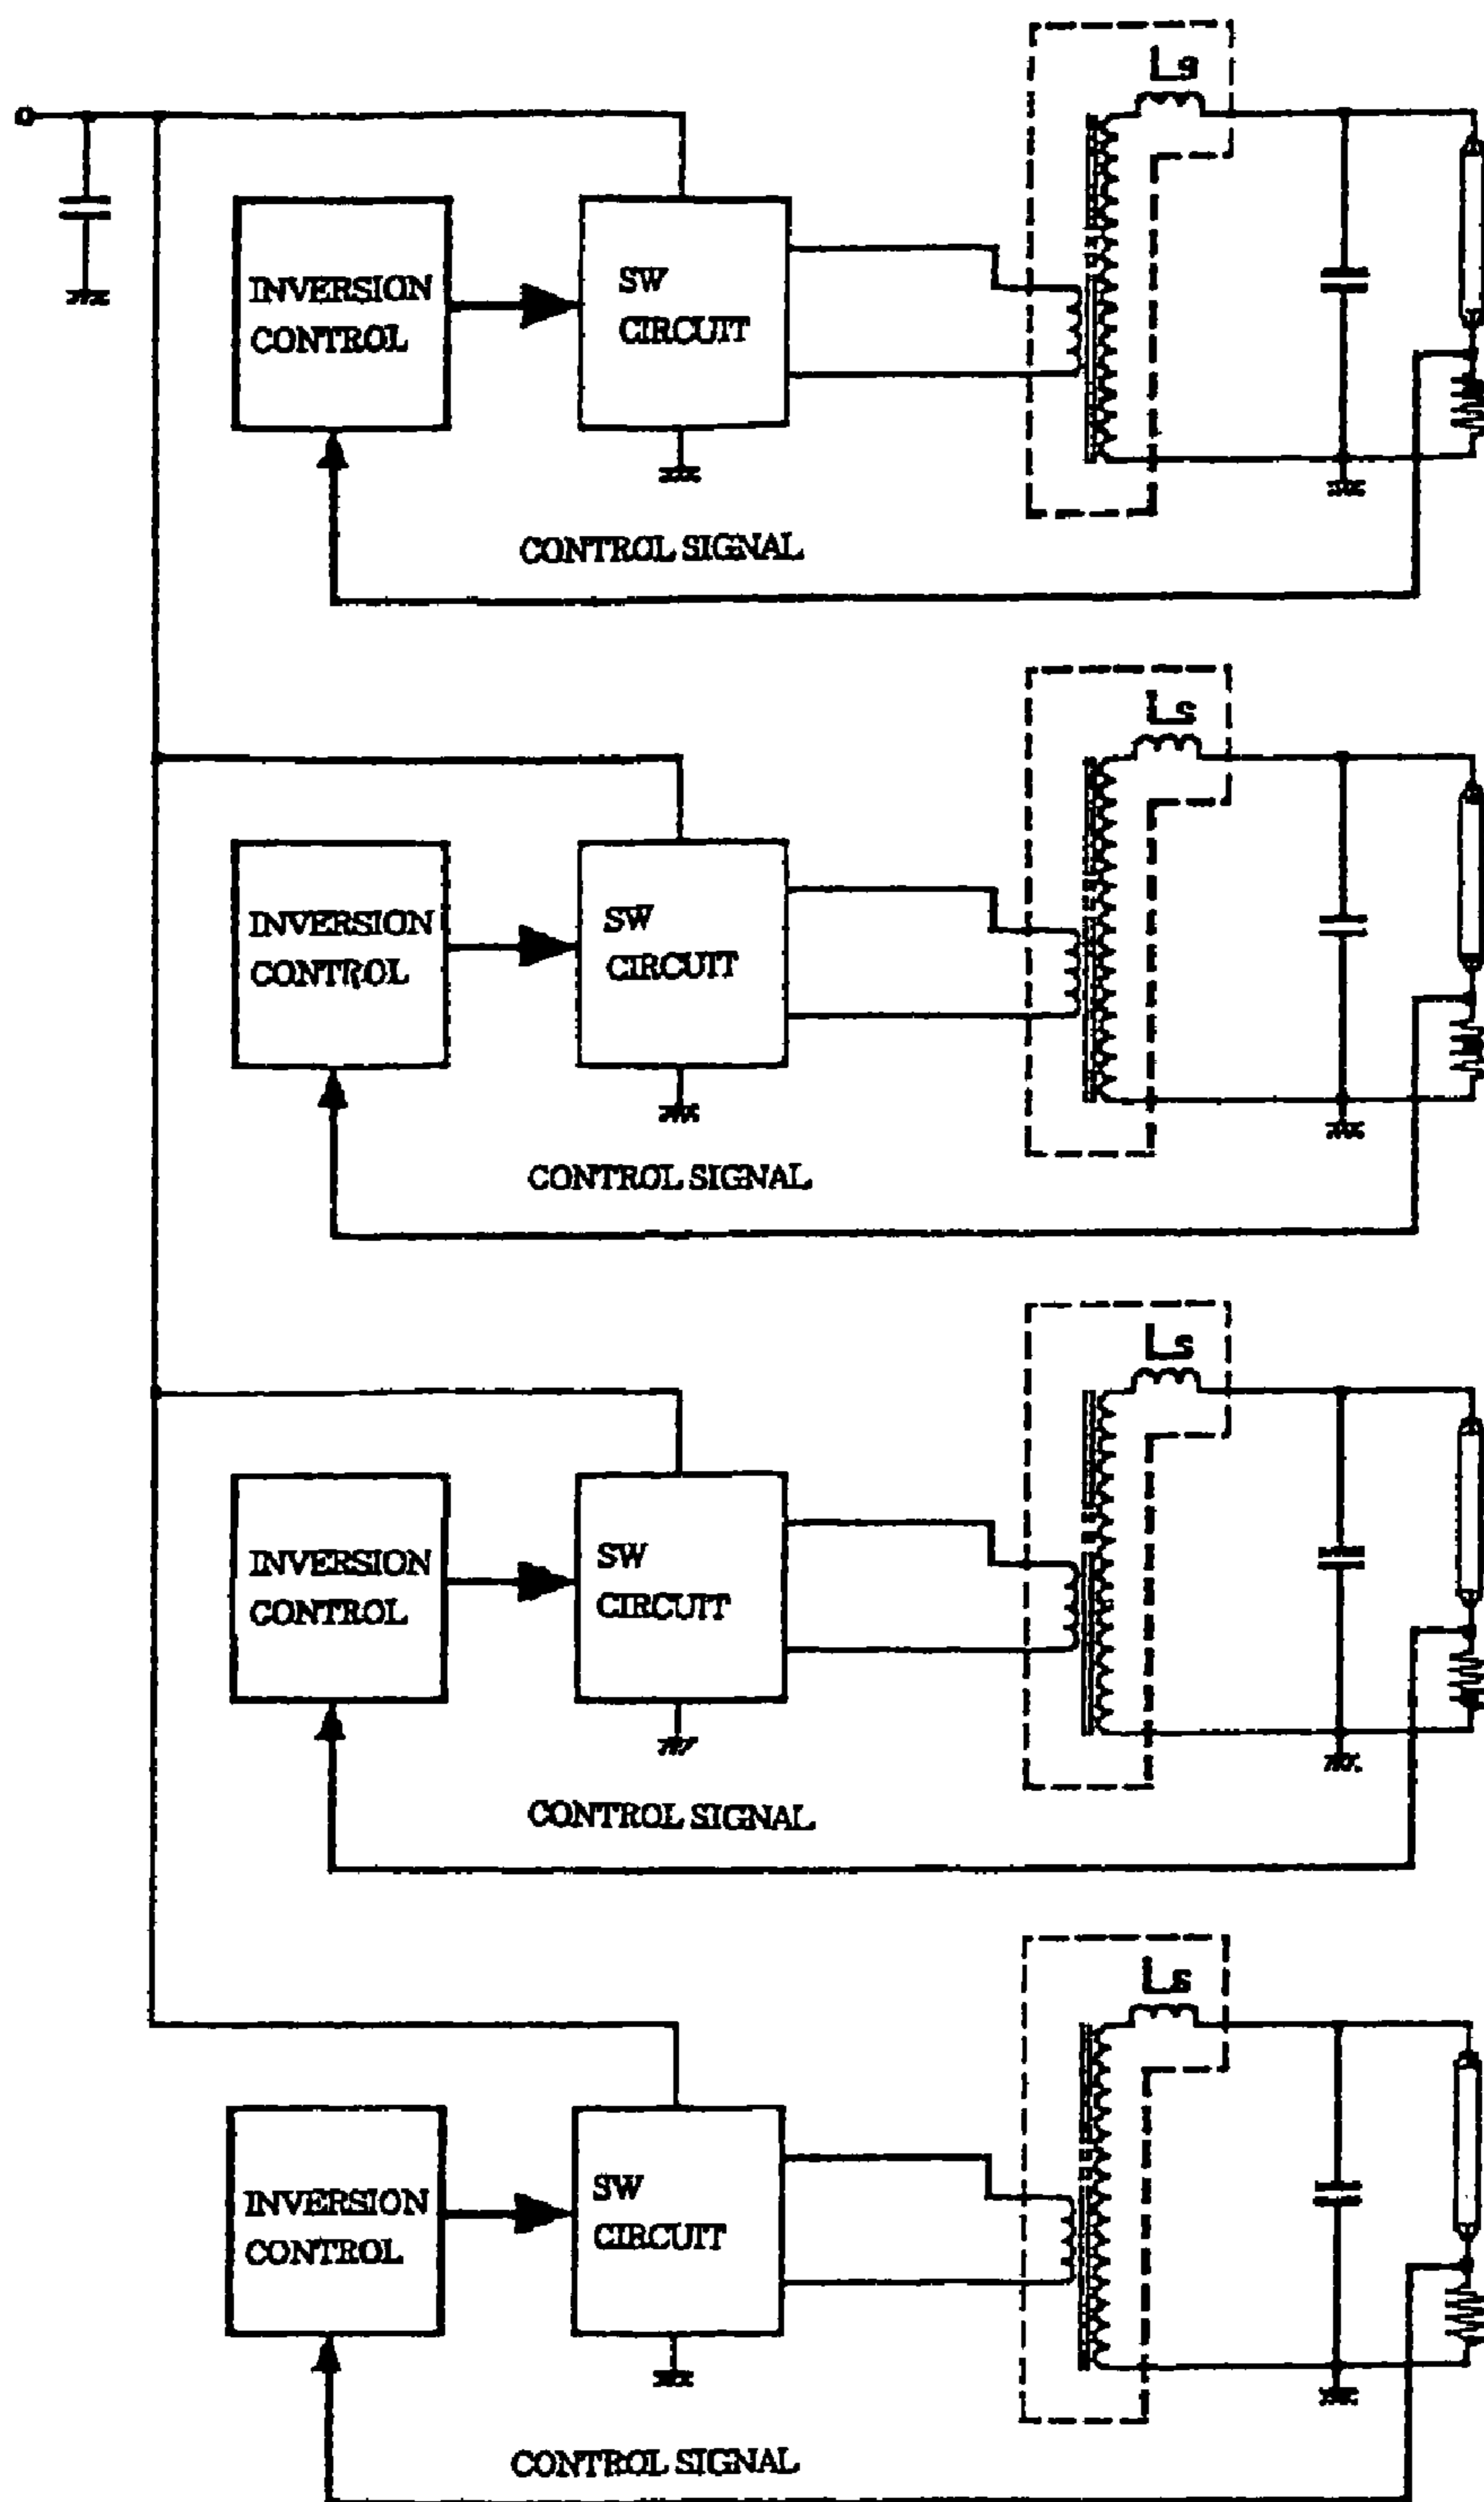 Ls
INVERSION
CONTROL
SW
CIRCUIT
CONTROL SIGNAL
Ls
INVERSION
CONTROL
SW
CIRCUIT
CONTROL SIGNAL
Ls
INVERSION
CONTROL
SW
CIRCUIT
CONTROL SIGNAL
Ls
INVERSION
CONTROL
SW
CIRCUIT
CONTROL SIGNAL